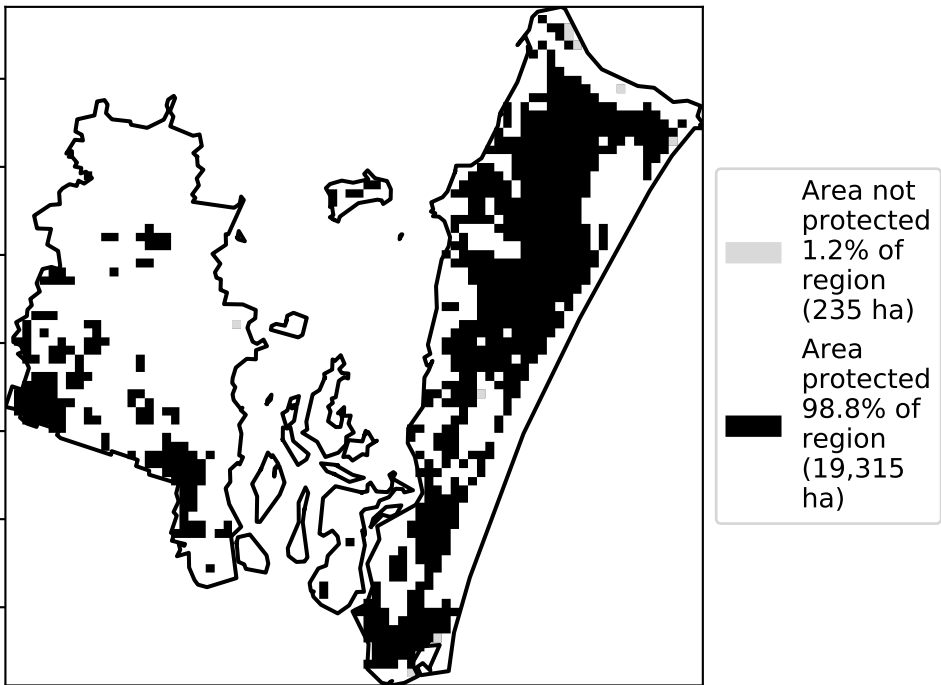 Area not
protected
1.2% of
region
(235 ha)
Area
protected
98.8% of
region
(19,315
ha)